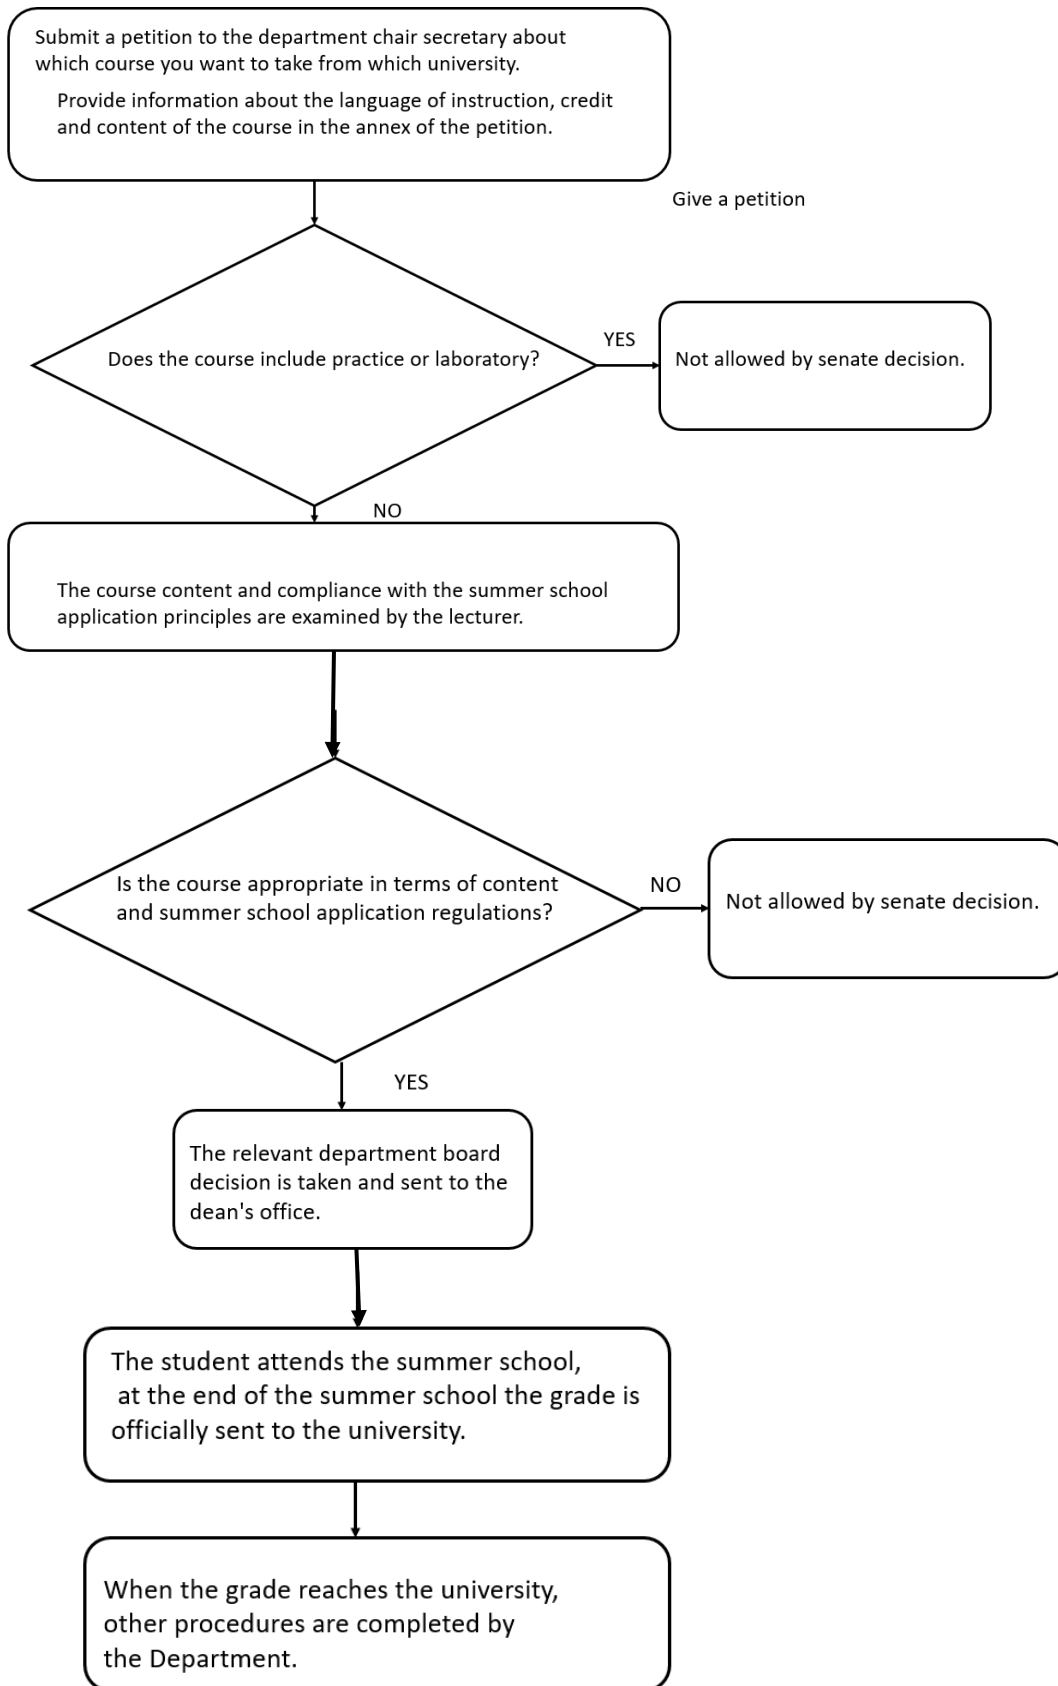 Submit a petition to the department chair secretary about
which course you want to take from which university.
Provide information about the language of instruction, credit
and content of the course in the annex of the petition.
Give a petition
Does the course include practice or laboratory?
YES
Not allowed by senate decision.
NO
The course content and compliance with the summer school
application principles are examined by the lecturer.
Is the course appropriate in terms of content
and summer school application regulations?
NO
Not allowed by senate decision.
YES
The relevant department board
decision is taken and sent to the
dean's office.
The student attends the summer school,
at the end of the summer school the grade is
officially sent to the university.
When the grade reaches the university,
other procedures are completed by
the Department.